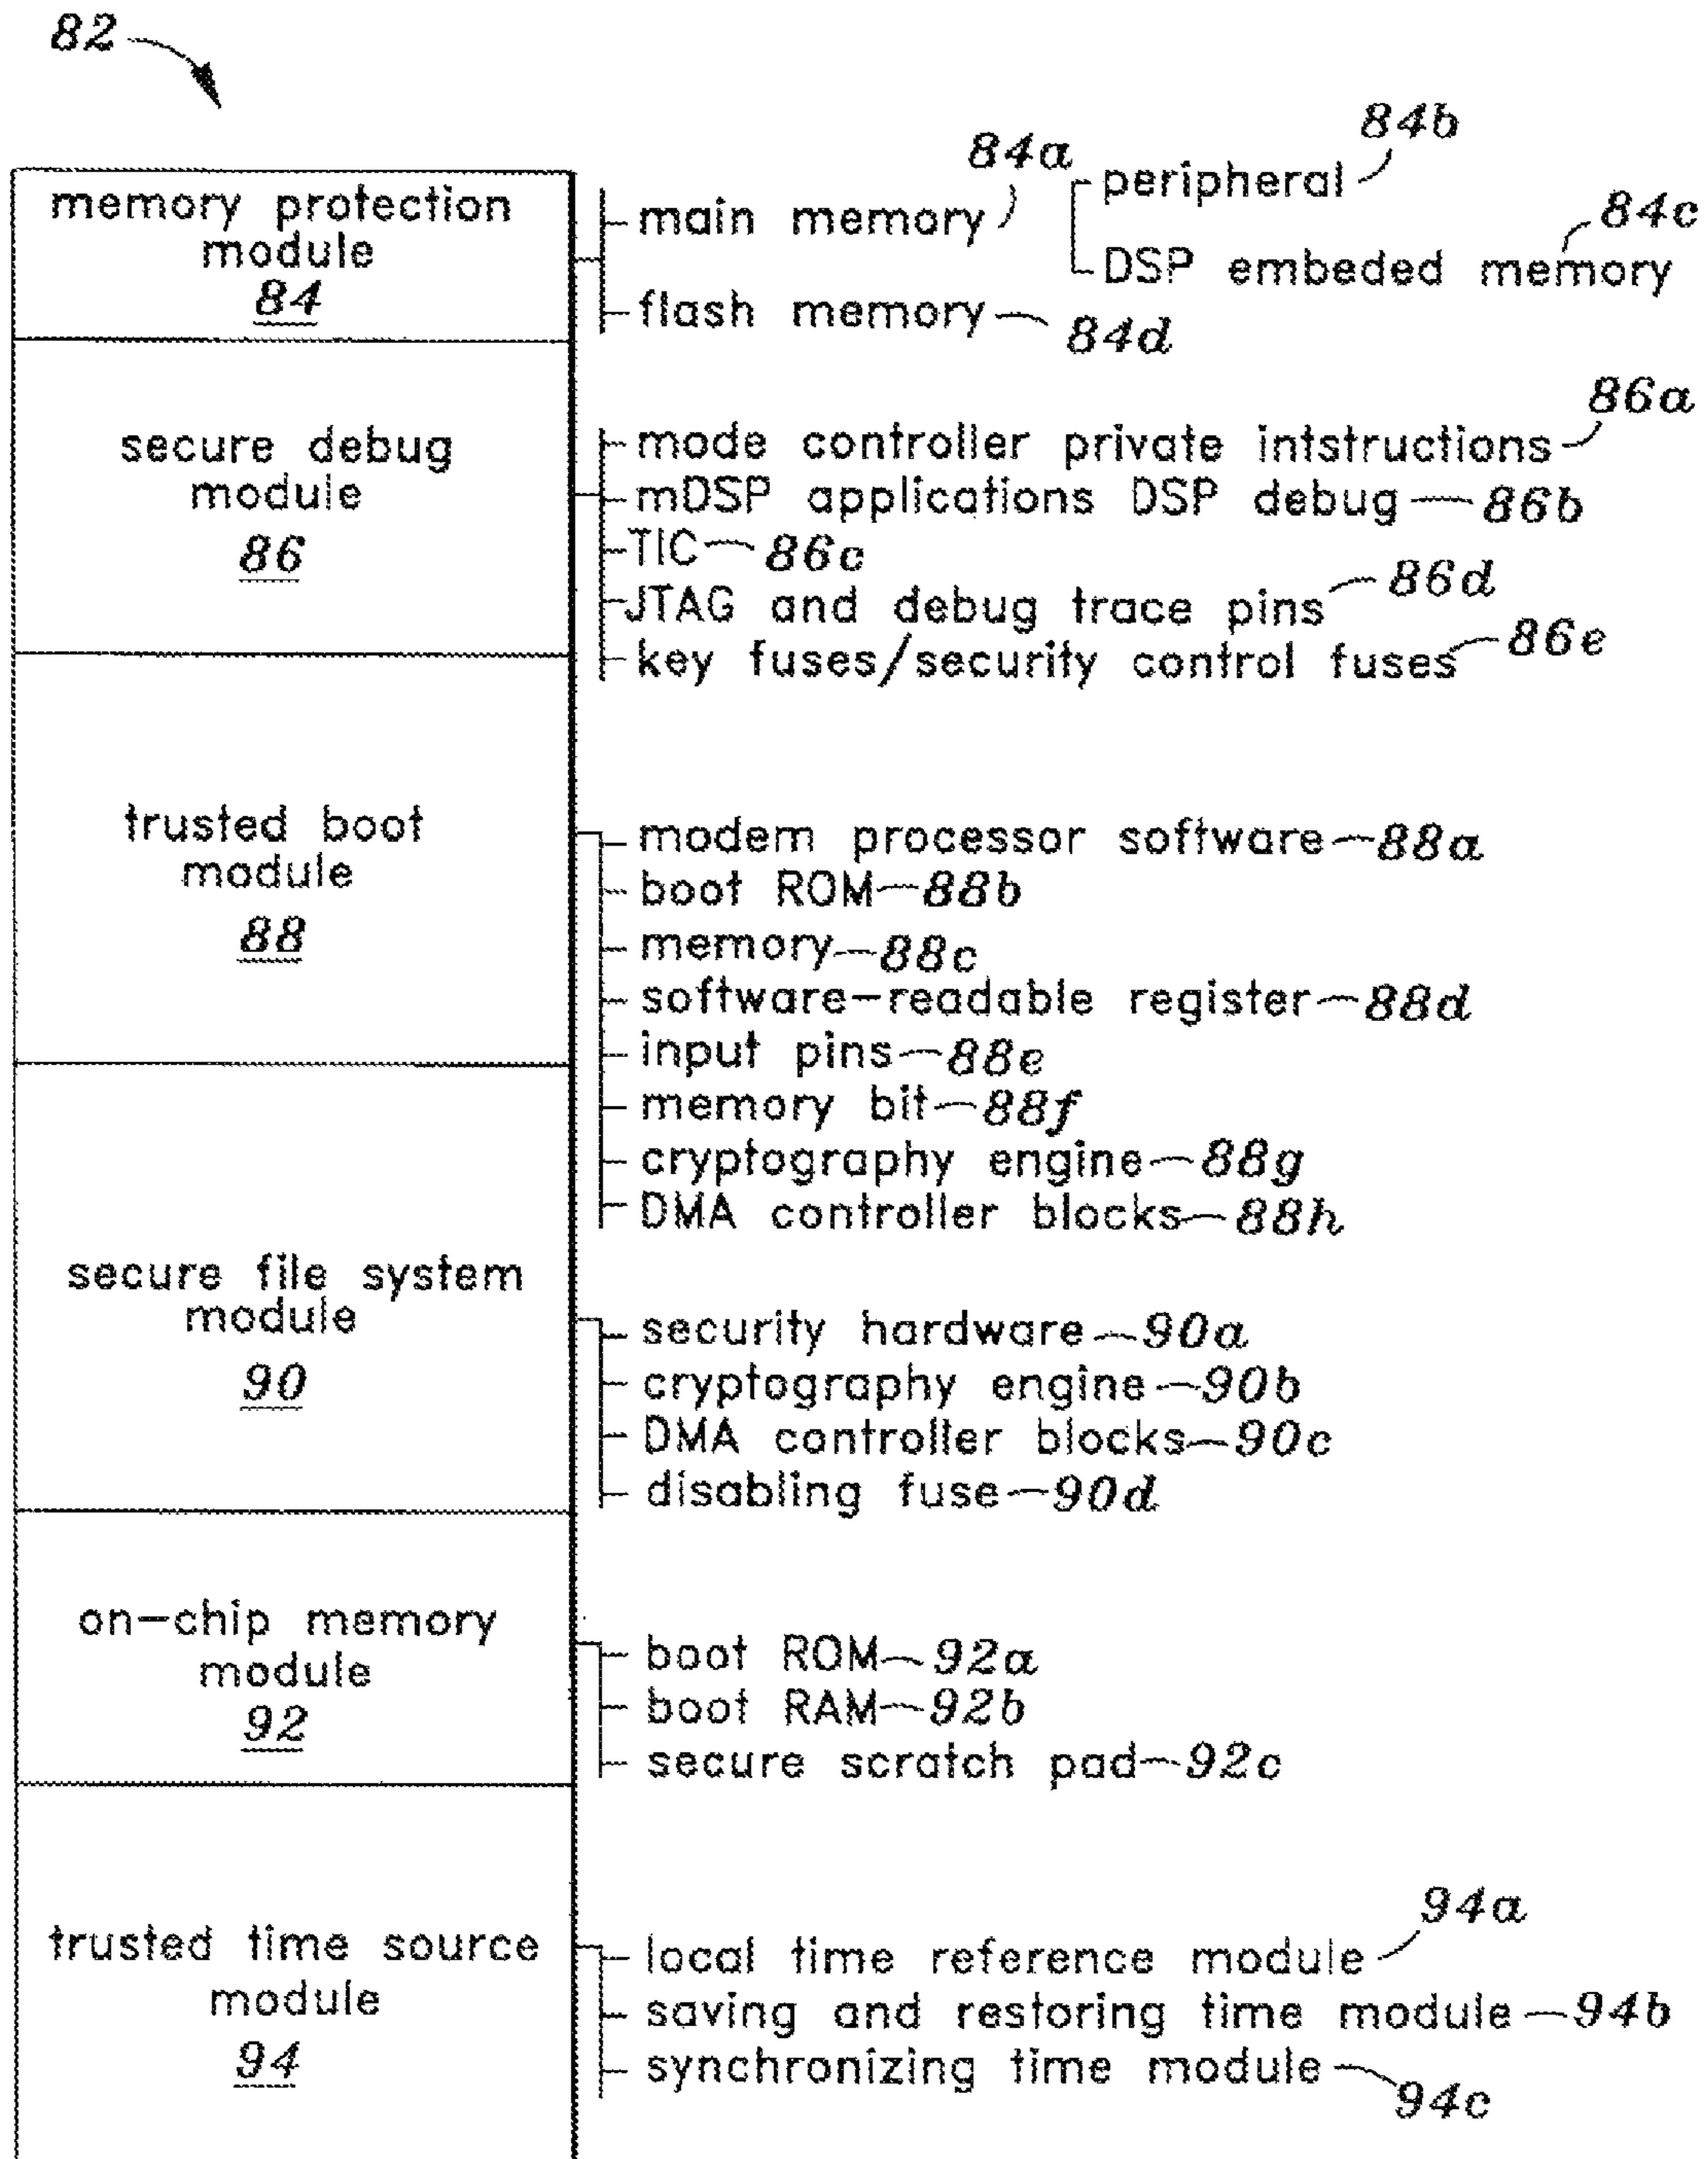 82
memory protection
module
84
main memory 84a
peripheral 84b
DSP embeded memory 84c
flash memory 84d
secure debug
module
86
mode controller private intstructions 86a
mDSP applications DSP debug 86b
TIC 86c
JTAG and debug trace pins 86d
key fuses/security control fuses 86e
trusted boot
module
88
modem processor software 88a
boot ROM 88b
memory 88c
software-readable register 88d
input pins 88e
memory bit 88f
cryptography engine 88g
DMA controller blocks 88h
secure file system
module
90
security hardware 90a
cryptography engine 90b
DMA controller blocks 90c
disabling fuse 90d
on-chip memory
module
92
boot ROM 92a
boot RAM 92b
secure scratch pad 92c
trusted time source
module
94
local time reference module 94a
saving and restoring time module 94b
synchronizing time module 94c